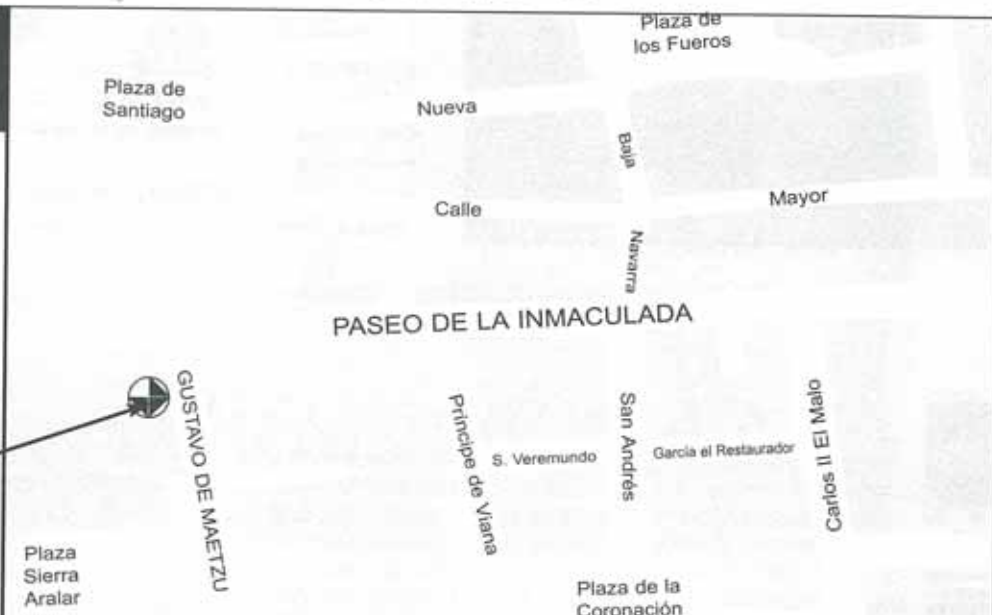 Plaza de
los Fueros
Plaza de
Santiago
Nueva
Baja
Mayor
Calle
Navarra
PASEO DE LA INMACULADA
GUSTAVO DE MAETZU
Príncipe de Viana
San Andrés
Carlos II El Malo
S. Veremundo
García el Restaurador
Plaza
Sierra
Aralar
Plaza de la
Coronación